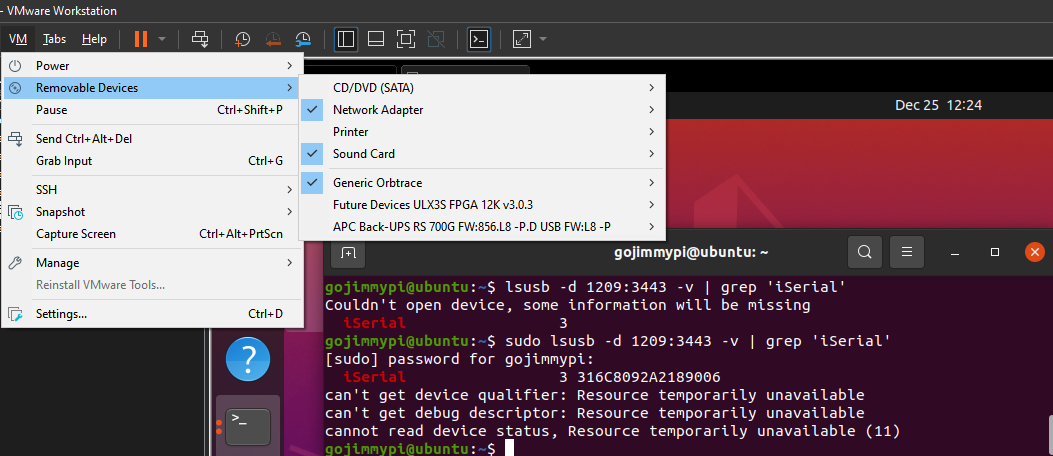 - VMware Workstation
VM Tabs Help
Power
Removable Devices
Pause Ctrl+Shift+P
Send Ctrl+Alt+Del
Grab Input Ctrl+G
SSH
Snapshot
Capture Screen Ctrl+Alt+PrtScn
Manage
Reinstall VMware Tools...
Settings... Ctrl+D
CD/DVD (SATA)
Network Adapter
Printer
Sound Card
Generic Orbtrace
Future Devices ULX3S FPGA 12K v3.0.3
APC Back-UPS RS 700G FW:856.L8 -P.D USB FW:L8 -P
Dec 25 12:24
gojimmypi@ubuntu: ~
gojimmypi@ubuntu:~$ lsusb -d 1209:3443 -v | grep 'iSerial'
Couldn't open device, some information will be missing
iSerial 3
gojimmypi@ubuntu:~$ sudo lsusb -d 1209:3443 -v | grep 'iSerial'
[sudo] password for gojimmypi:
iSerial 3 316C8092A2189006
can't get device qualifier: Resource temporarily unavailable
can't get debug descriptor: Resource temporarily unavailable
cannot read device status, Resource temporarily unavailable (11)
gojimmypi@ubuntu:~$